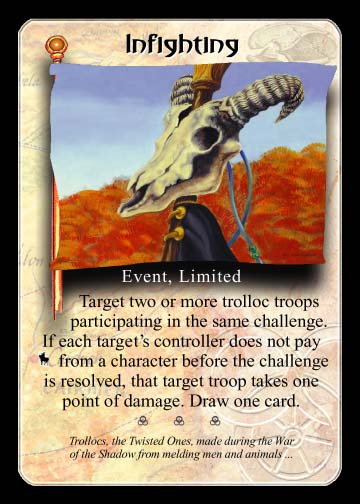 Infighting
Event, Limited
Target two or more trolloc troops
participating in the same challenge.
If each target's controller does not pay
from a character before the challenge
is resolved, that target troop takes one
point of damage. Draw one card.
Trollocs, the Twisted Ones, made during the War
of the Shadow from melding men and animals ...